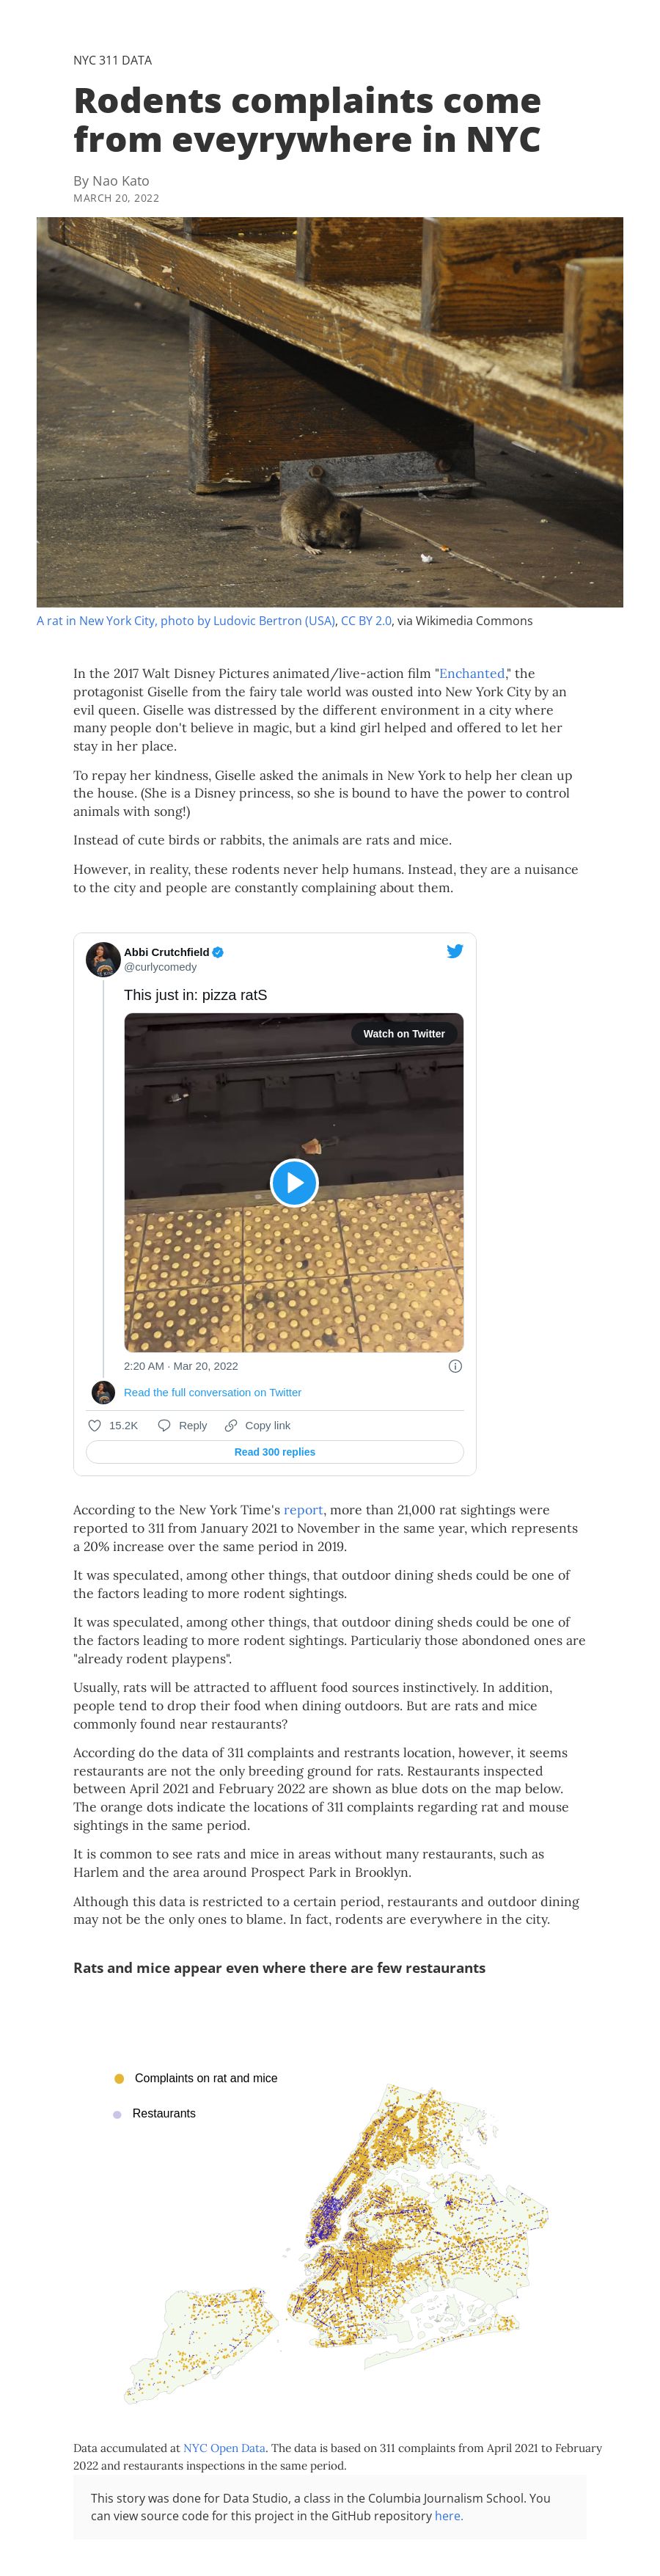 NYC 311 DATA
Rodents complaints come
from eveyrywhere in NYC
By Nao Kato
MARCH 20, 2022
A rat in New York City, photo by Ludovic Bertron (USA), CC BY 2.0, via Wikimedia Commons
In the 2017 Walt Disney Pictures animated/live-action film "Enchanted," the
protagonist Giselle from the fairy tale world was ousted into New York City by an
evil queen. Giselle was distressed by the different environment in a city where
many people don't believe in magic, but a kind girl helped and offered to let her
stay in her place.
To repay her kindness, Giselle asked the animals in New York to help her clean up
the house. (She is a Disney princess, so she is bound to have the power to control
animals with song!)
Instead of cute birds or rabbits, the animals are rats and mice.
However, in reality, these rodents never help humans. Instead, they are a nuisance
to the city and people are constantly complaining about them.
Abbi Crutchfield
@curlycomedy
This just in: pizza ratS
Watch on Twitter
2:20 AM · Mar 20, 2022
Read the full conversation on Twitter
15.2K Reply Copy link
Read 300 replies
According to the New York Time's report, more than 21,000 rat sightings were
reported to 311 from January 2021 to November in the same year, which represents
a 20% increase over the same period in 2019.
It was speculated, among other things, that outdoor dining sheds could be one of
the factors leading to more rodent sightings.
It was speculated, among other things, that outdoor dining sheds could be one of
the factors leading to more rodent sightings. Particulariy those abondoned ones are
"already rodent playpens".
Usually, rats will be attracted to affluent food sources instinctively. In addition,
people tend to drop their food when dining outdoors. But are rats and mice
commonly found near restaurants?
According do the data of 311 complaints and restrants location, however, it seems
restaurants are not the only breeding ground for rats. Restaurants inspected
between April 2021 and February 2022 are shown as blue dots on the map below.
The orange dots indicate the locations of 311 complaints regarding rat and mouse
sightings in the same period.
It is common to see rats and mice in areas without many restaurants, such as
Harlem and the area around Prospect Park in Brooklyn.
Although this data is restricted to a certain period, restaurants and outdoor dining
may not be the only ones to blame. In fact, rodents are everywhere in the city.
Rats and mice appear even where there are few restaurants
Complaints on rat and mice
Restaurants
Data accumulated at NYC Open Data. The data is based on 311 complaints from April 2021 to February
2022 and restaurants inspections in the same period.
This story was done for Data Studio, a class in the Columbia Journalism School. You
can view source code for this project in the GitHub repository here.